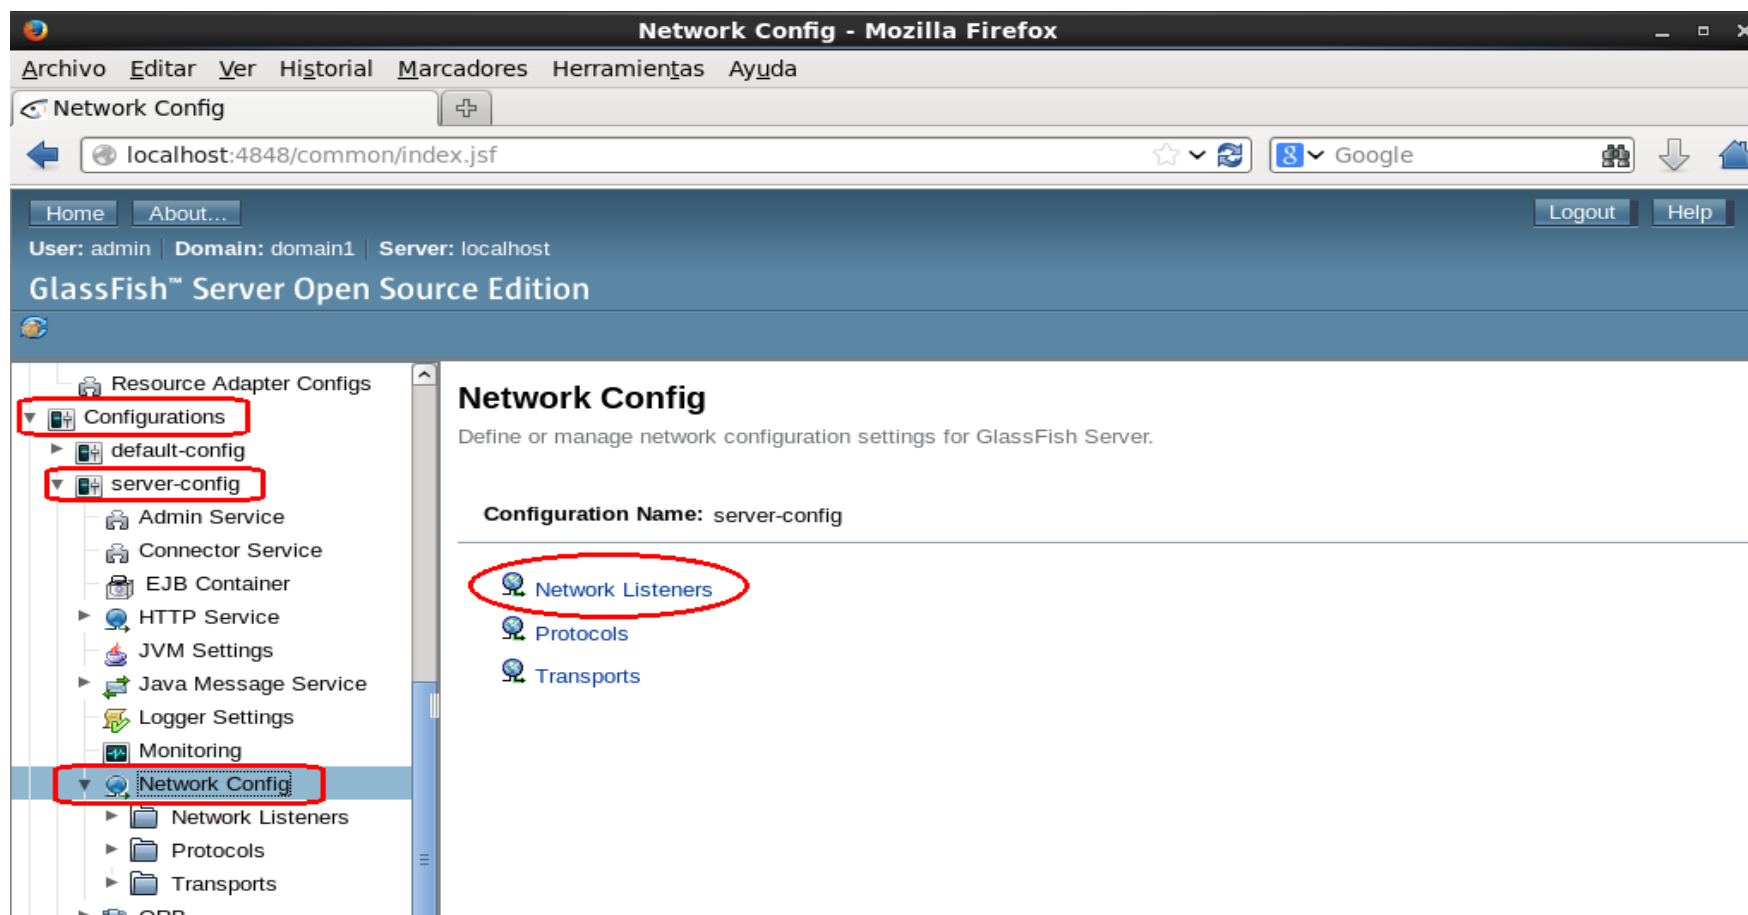 Network Config - Mozilla Firefox
Archivo Editar Ver Historial Marcadores Herramientas Ayuda
Network Config
localhost:4848/common/index.jsf
8 Google
Home About... Logout Help
User: admin Domain: domain1 Server: localhost
GlassFish™ Server Open Source Edition
Resource Adapter Configs
Configurations
default-config
server-config
Admin Service
Connector Service
EJB Container
HTTP Service
JVM Settings
Java Message Service
Logger Settings
Monitoring
Network Config
Network Listeners
Protocols
Transports
ORB
Network Config
Define or manage network configuration settings for GlassFish Server.
Configuration Name: server-config
Network Listeners
Protocols
Transports